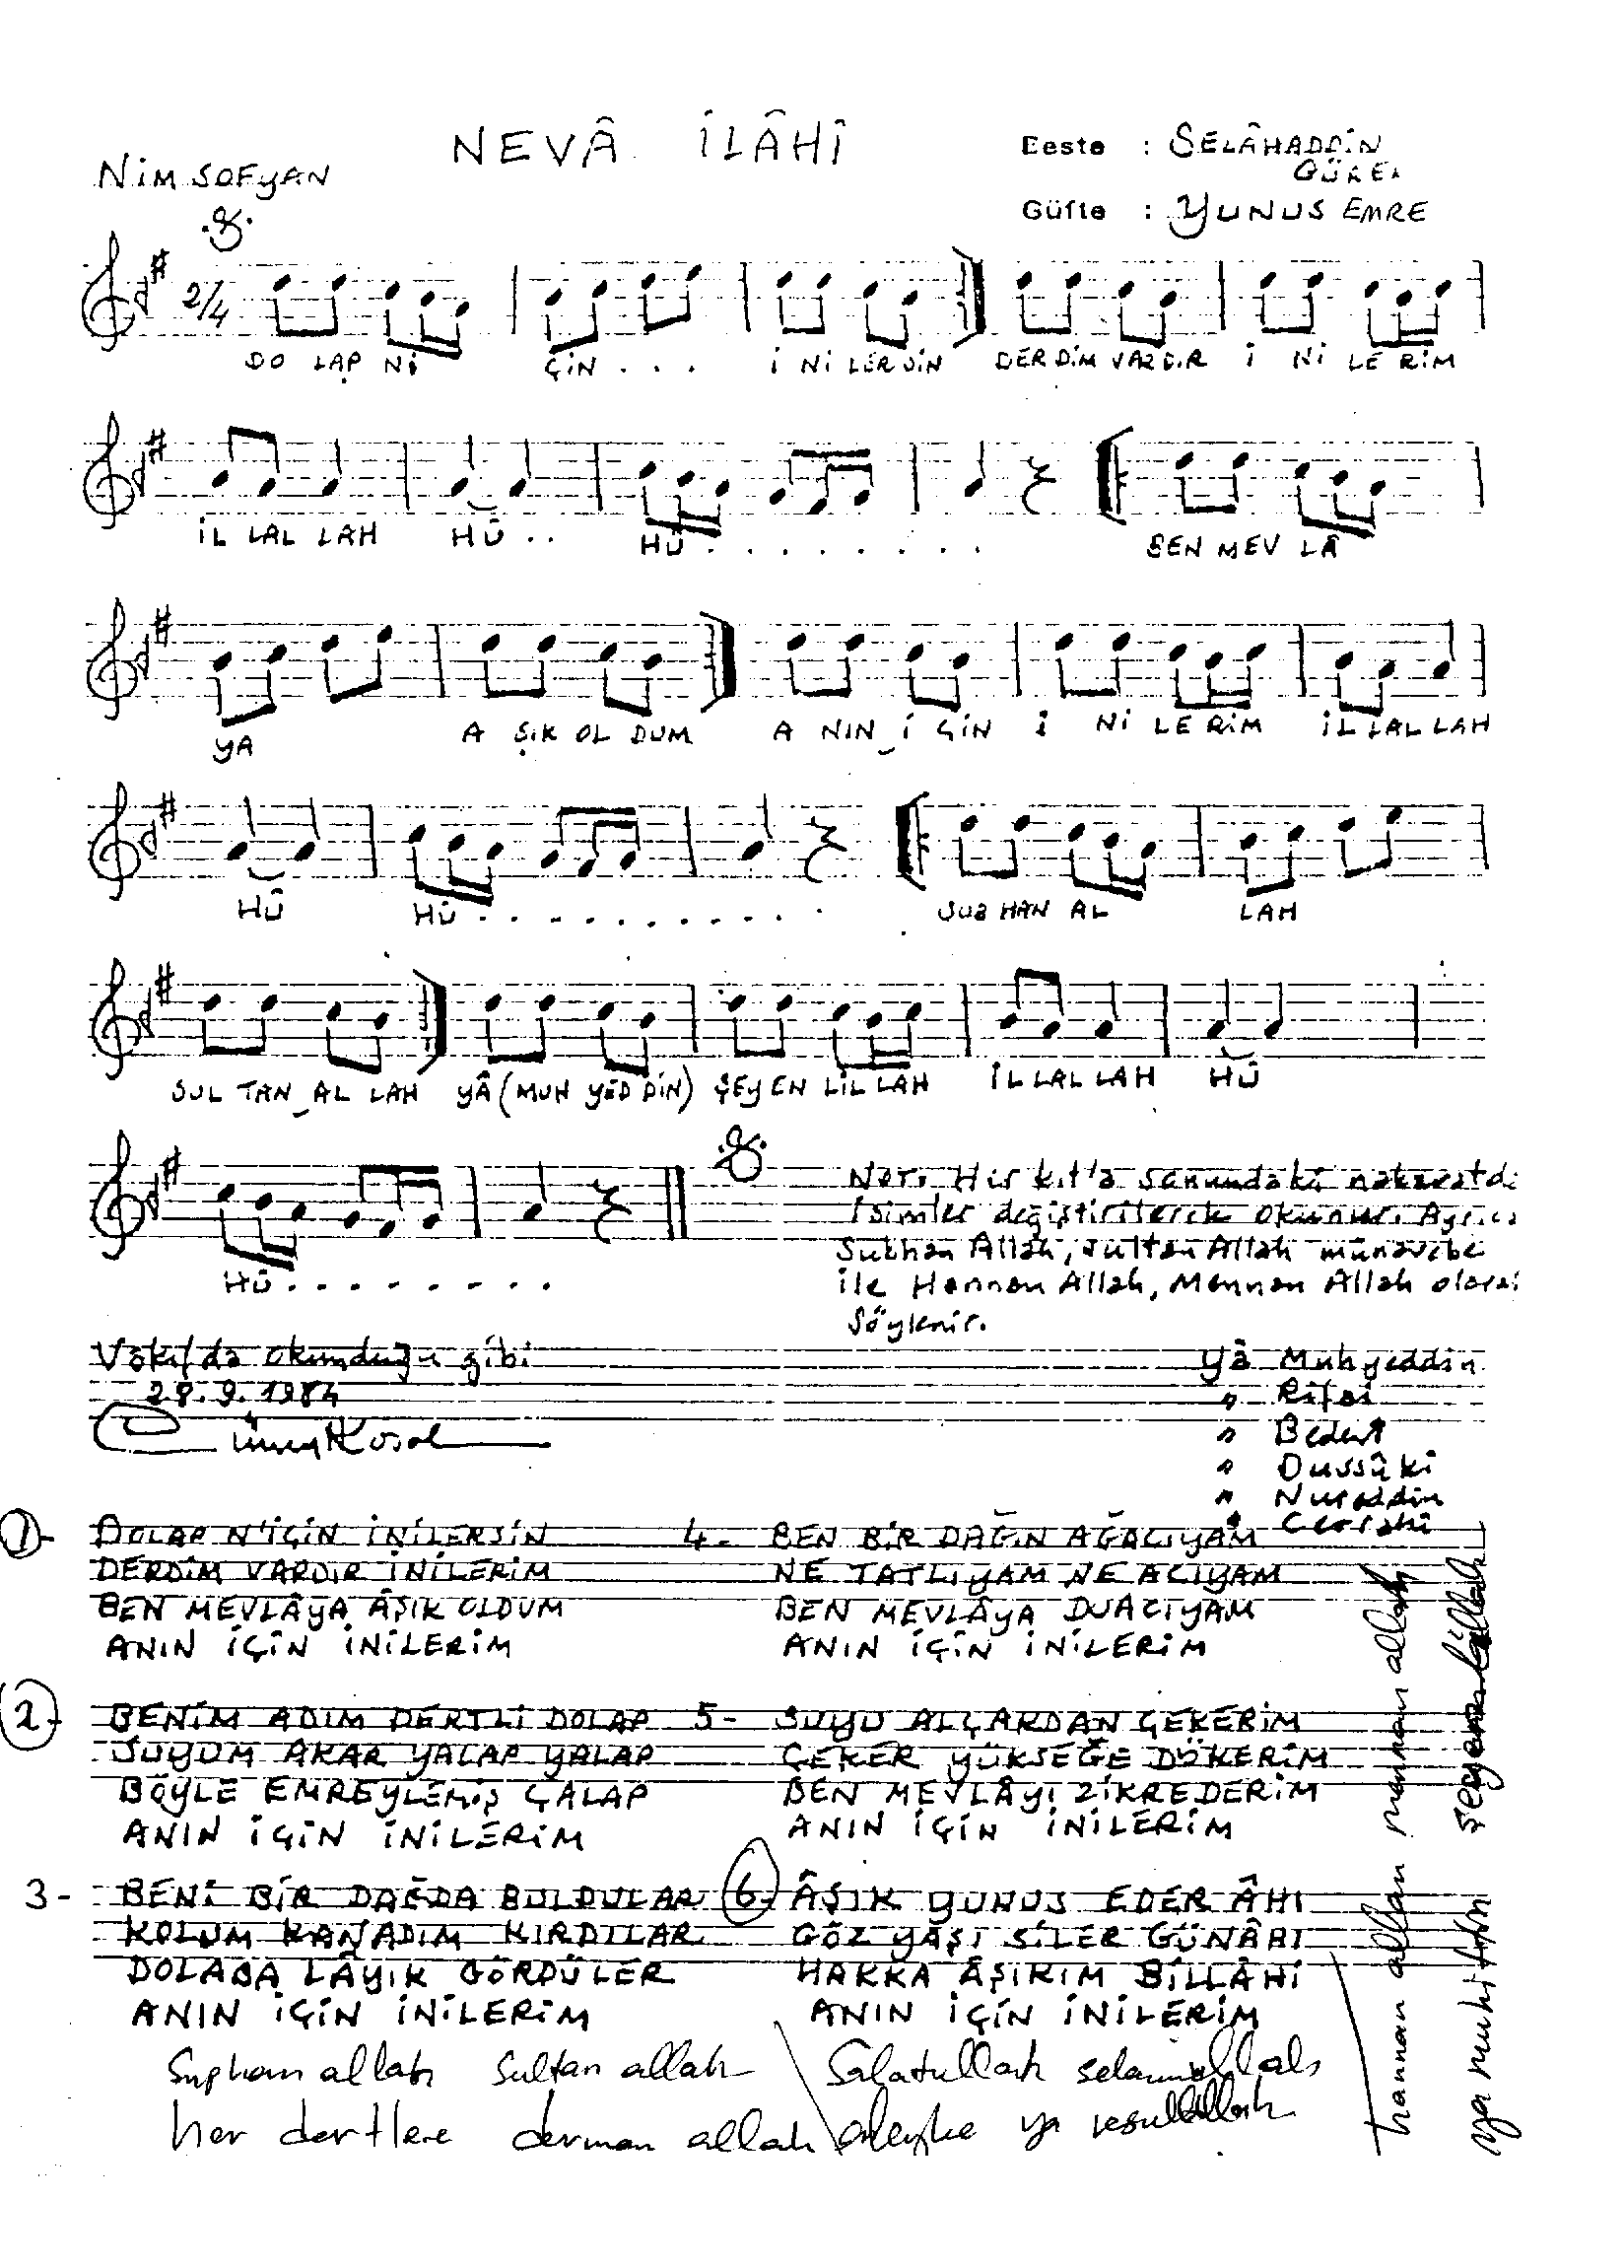 NEVÂ İLÂHİ
Beste : SELÂHADDİN
GÜREL
NİM SOFYAN
Güfte : YUNUS EMRE
2/4
DO LAP Nİ ÇİN . . . İ Nİ LER SİN DER DİM VAR DIR İ Nİ LE RİM
İL LAL LAH HÛ . . HÛ . . . . . . . . BEN MEV LÂ
YA A ŞIK OL DUM A NIN İ ÇİN İ Nİ LE RİM İL LAL LAH
HÛ HÛ . . . . . . . . . . SUB HAN AL LAH
SUL TAN AL LAH YÂ (MUH YED DİN) ŞEY EN LİL LAH İL LAL LAH HÛ
HÛ . . . . . . . .
Not: Her kıt'a sonundaki nakaratda
isimler değiştirilerek okunur. Ayrıca
Subhan Allah, Sultan Allah münavebe
ile Hannan Allah, Mennan Allah olarak
söylenir.
Vakıfda okunduğu gibi
28.9.1984
Cüneyt Kosal
Yâ Muhyeddin
" Rifai
" Bedevî
" Dussûkî
" Nureddin
" Cerrahî
1- DOLAP N'İÇİN İNİLERSİN
DERDİM VARDIR İNİLERİM
BEN MEVLÂYA ÂŞIK OLDUM
ANIN İÇİN İNİLERİM
2- BENİM ADIM DERTLİ DOLAP
SUYUM AKAR YALAP YALAP
BÖYLE EMREYLEMİŞ ÇALAP
ANIN İÇİN İNİLERİM
3- BENİ BİR DAĞDA BULDULAR
KOLUM KANADIM KIRDILAR
DOLABA LÂYIK GÖRDÜLER
ANIN İÇİN İNİLERİM
4- BEN BİR DAĞIN AĞACIYAM
NE TATLIYAM NE ACIYAM
BEN MEVLÂYA DUACIYAM
ANIN İÇİN İNİLERİM
5- SUYU ALÇARDAN ÇEKERİM
ÇEKER YÜKSEĞE DÖKERİM
BEN MEVLÂYI ZİKREDERİM
ANIN İÇİN İNİLERİM
6- ÂŞIK YUNUS EDER ÂHI
GÖZ YAŞI SİLER GÜNÂHI
HAKKA ÂŞIKIM BİLLÂHİ
ANIN İÇİN İNİLERİM
Suphan allah Sultan allah
her dertlere derman allah
Salatullah selamullah
aleyke ya resulallah
hannan allah mennan allah
ya muhittin şeyenlillah